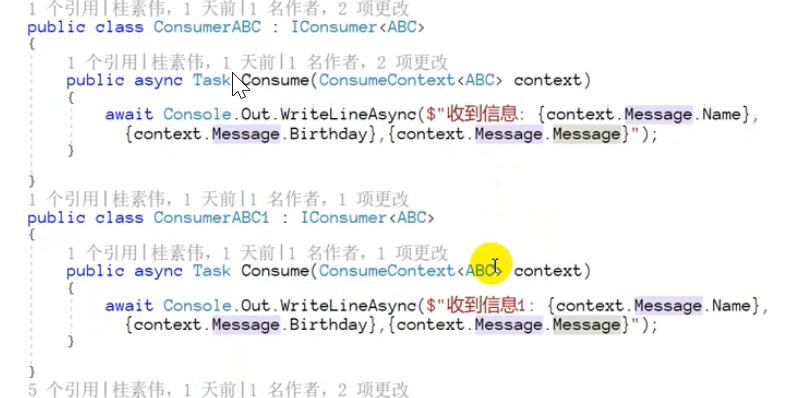 1 个引用|桂素伟，1 天前|1 名作者，2 项更改
public class ConsumerABC : IConsumer<ABC>
{
1 个引用|桂素伟，1 天前|1 名作者，2 项更改
public async Task Consume(ConsumeContext<ABC> context)
{
await Console.Out.WriteLineAsync($"收到信息: {context.Message.Name},
{context.Message.Birthday},{context.Message.Message}");
}
}
1 个引用|桂素伟，1 天前|1 名作者，1 项更改
public class ConsumerABC1 : IConsumer<ABC>
{
1 个引用|桂素伟，1 天前|1 名作者，1 项更改
public async Task Consume(ConsumeContext<ABC> context)
{
await Console.Out.WriteLineAsync($"收到信息1: {context.Message.Name},
{context.Message.Birthday},{context.Message.Message}");
}
}
5 个引用|桂素伟，1 天前|1 名作者，2 项更改